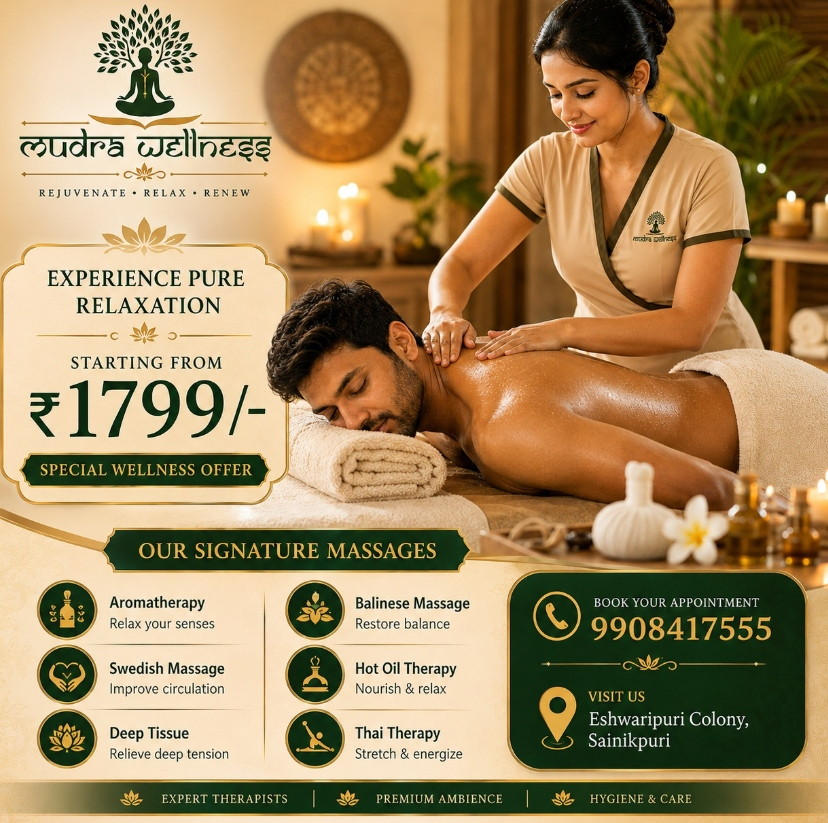 mudra wellness
REJUVENATE • RELAX • RENEW
EXPERIENCE PURE
RELAXATION
STARTING FROM
₹1799/-
SPECIAL WELLNESS OFFER
mudra wellness
OUR SIGNATURE MASSAGES
Aromatherapy
Relax your senses
Swedish Massage
Improve circulation
Deep Tissue
Relieve deep tension
Balinese Massage
Restore balance
Hot Oil Therapy
Nourish & relax
Thai Therapy
Stretch & energize
BOOK YOUR APPOINTMENT
9908417555
VISIT US
Eshwaripuri Colony,
Sainikpuri
EXPERT THERAPISTS | PREMIUM AMBIENCE | HYGIENE & CARE